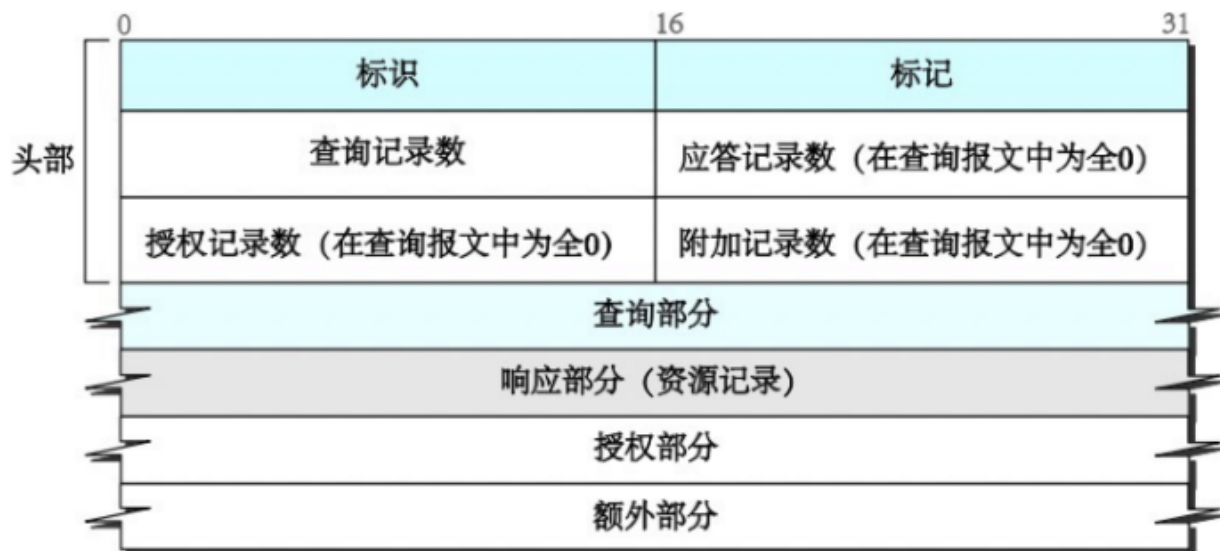 0 16 31
标识 标记
头部
查询记录数 应答记录数（在查询报文中为全0）
授权记录数（在查询报文中为全0） 附加记录数（在查询报文中为全0）
查询部分
响应部分（资源记录）
授权部分
额外部分